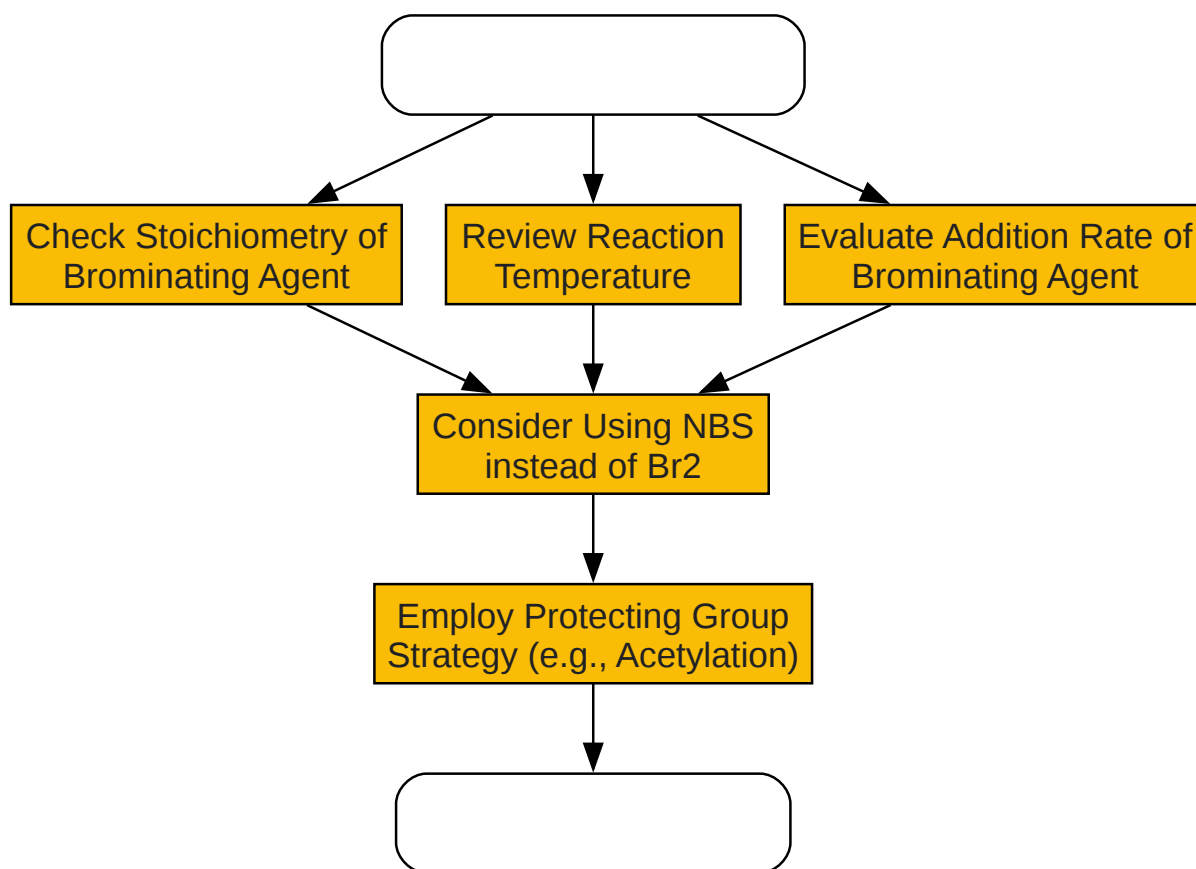 Check Stoichiometry of
Brominating Agent
Review Reaction
Temperature
Evaluate Addition Rate of
Brominating Agent
Consider Using NBS
instead of Br2
Employ Protecting Group
Strategy (e.g., Acetylation)